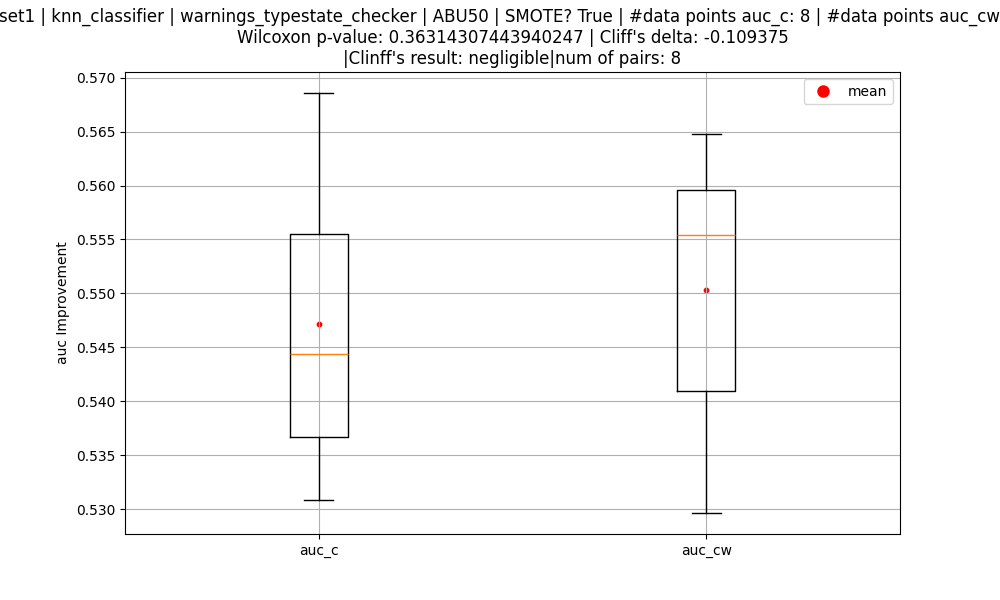 set1 | knn_classifier | warnings_typestate_checker | ABU50 | SMOTE? True | #data points auc_c: 8 | #data points auc_cw
Wilcoxon p-value: 0.36314307443940247 | Cliff's delta: -0.109375
|Clinff's result: negligible|num of pairs: 8
mean
0.570
0.565
0.560
0.555
0.550
0.545
0.540
0.535
0.530
auc Improvement
auc_c
auc_cw